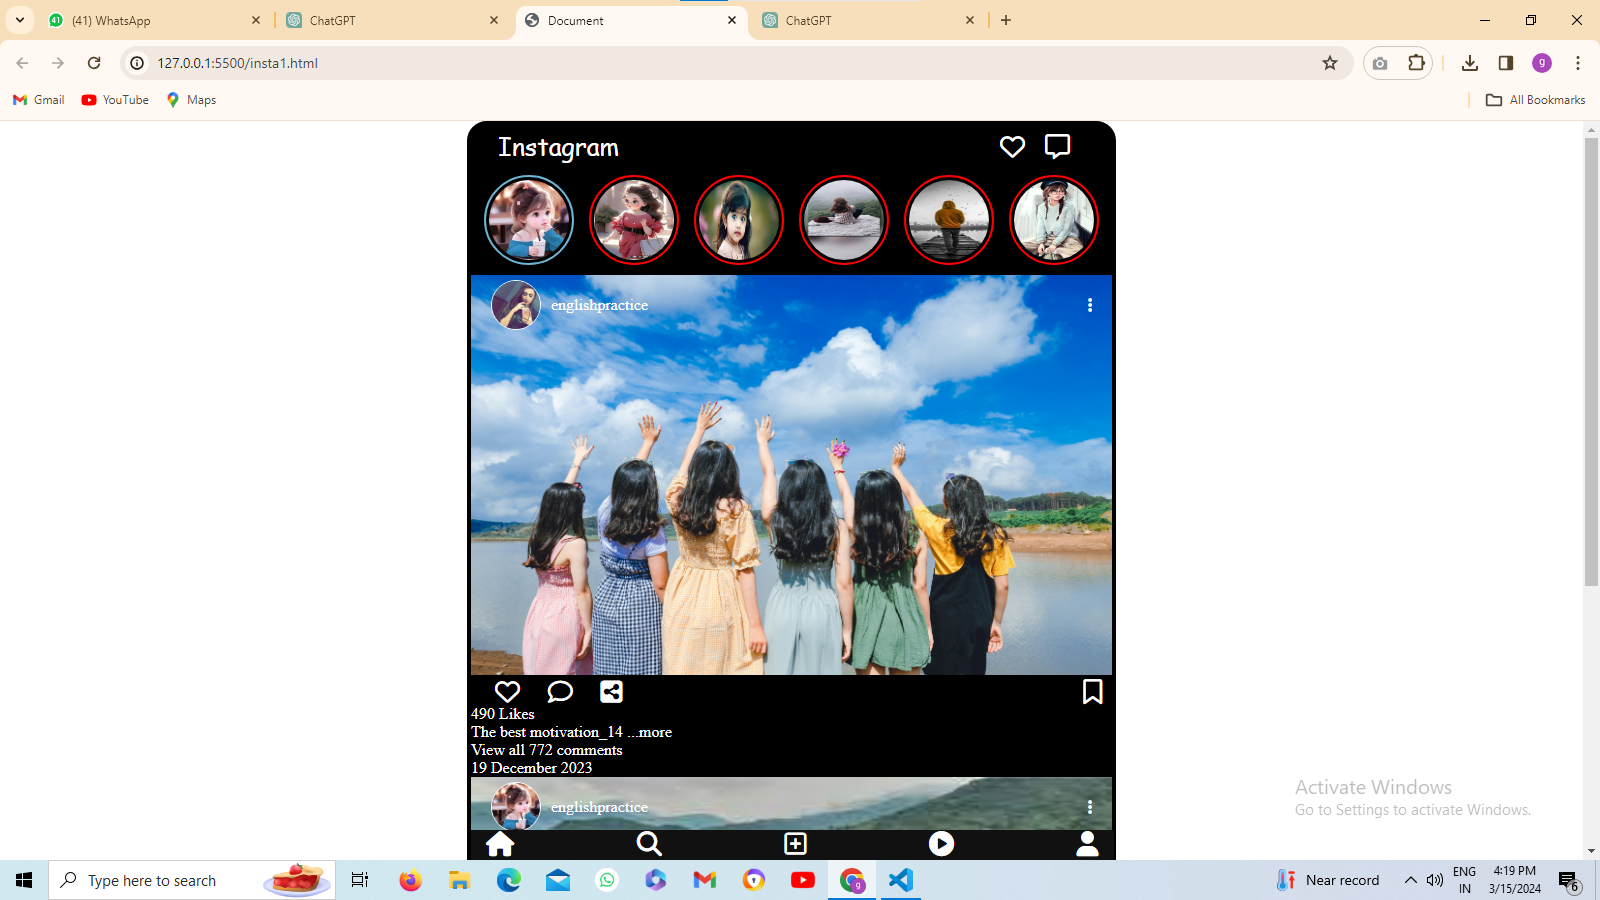 (41) WhatsApp
ChatGPT
Document
ChatGPT
127.0.0.1:5500/insta1.html
g
Gmail
YouTube
Maps
All Bookmarks
Instagram
englishpractice
490 Likes
The best motivation_14 ...more
View all 772 comments
19 December 2023
englishpractice
Activate Windows
Go to Settings to activate Windows.
Type here to search
g
Near record
ENG
IN
4:19 PM
3/15/2024
6